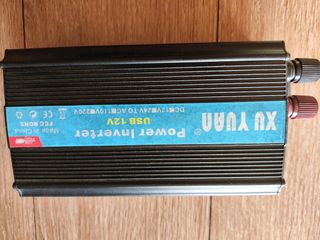 XU YUAN®
Power Inverter
USB 12V
DC:■12V■24V TO AC:■110V■220V
Made in China
FCC ROHS